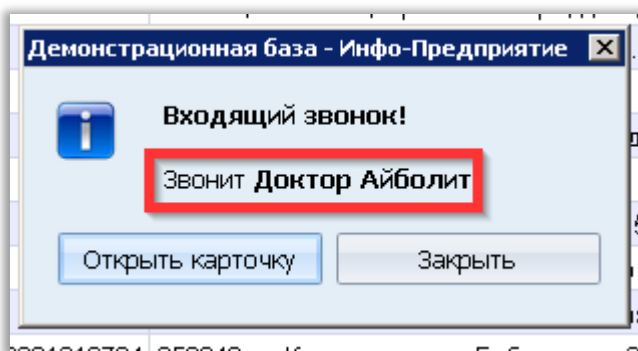 Демонстрационная база - Инфо-Предприятие
Входящий звонок!
Звонит Доктор Айболит
Открыть карточку
Закрыть